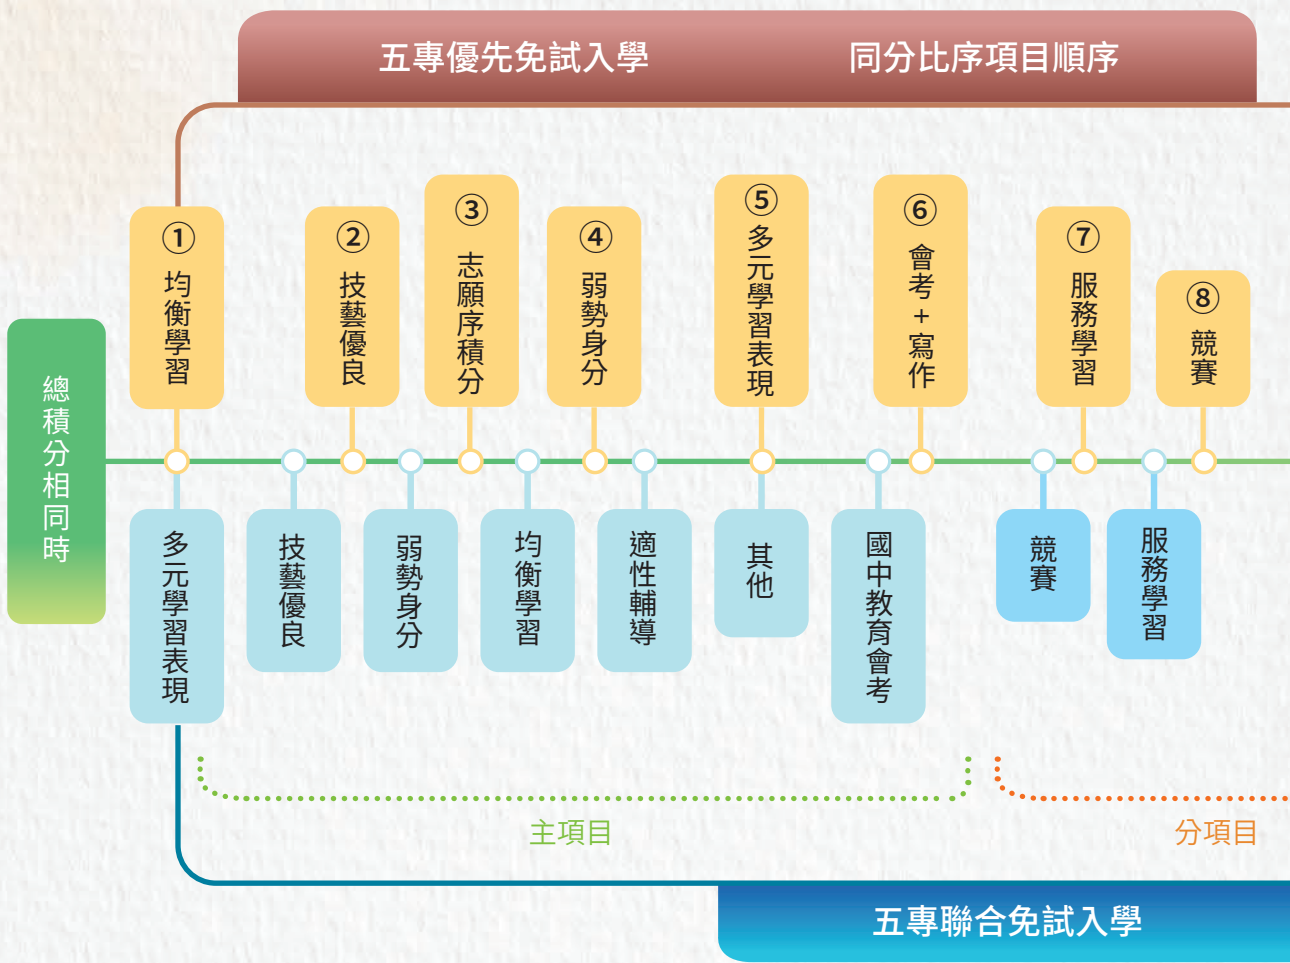 五專優先免試入學 同分比序項目順序
總積分相同時
① 均衡學習
② 技藝優良
③ 志願序積分
④ 弱勢身分
⑤ 多元學習表現
⑥ 會考+寫作
⑦ 服務學習
⑧ 競賽
多元學習表現
技藝優良
弱勢身分
均衡學習
適性輔導
其他
國中教育會考
競賽
服務學習
主項目
分項目
五專聯合免試入學